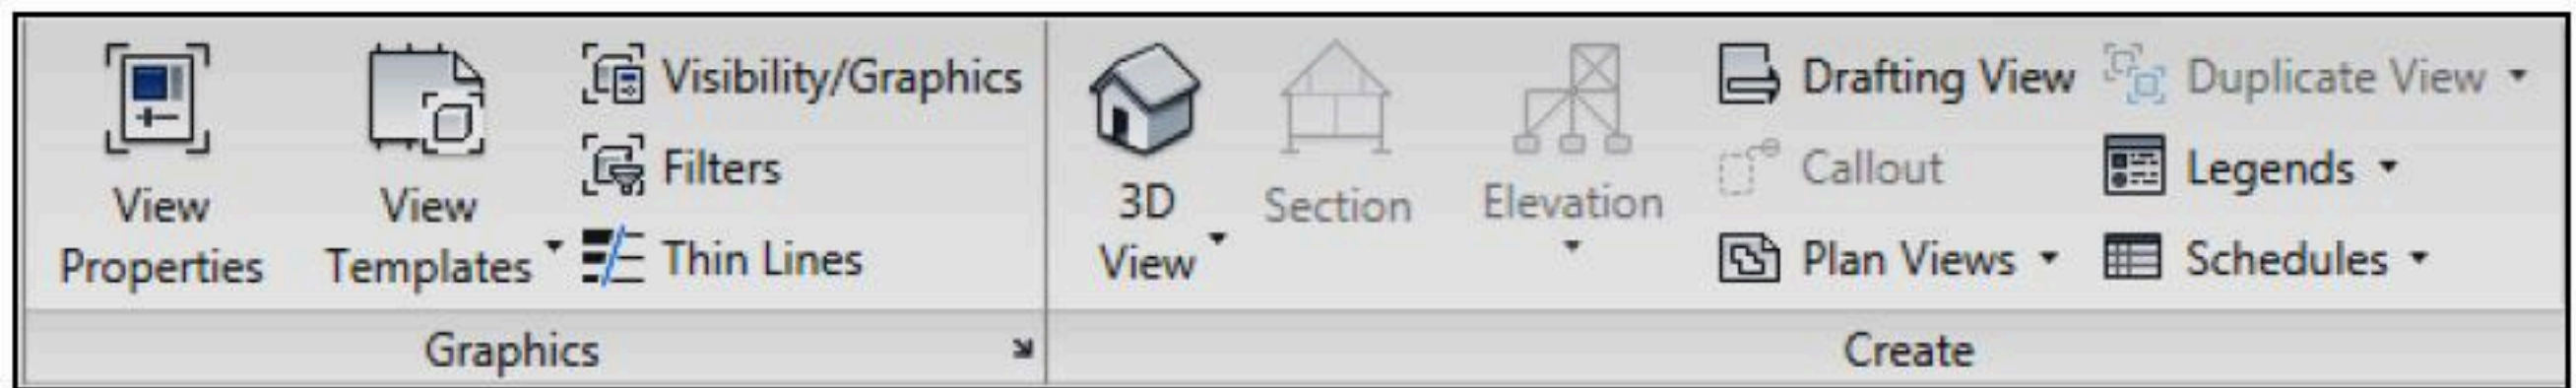 View
Properties
View
Templates
Visibility/Graphics
Filters
Thin Lines
Graphics
3D
View
Section
Elevation
Drafting View
Callout
Plan Views
Duplicate View
Legends
Schedules
Create